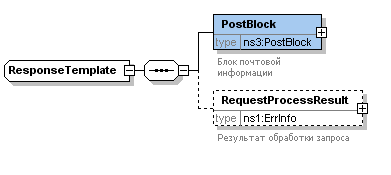 PostBlock
type ns3:PostBlock
Блок почтовой
информации
ResponseTemplate
RequestProcessResult
type ns1:ErrInfo
Результат обработки запроса